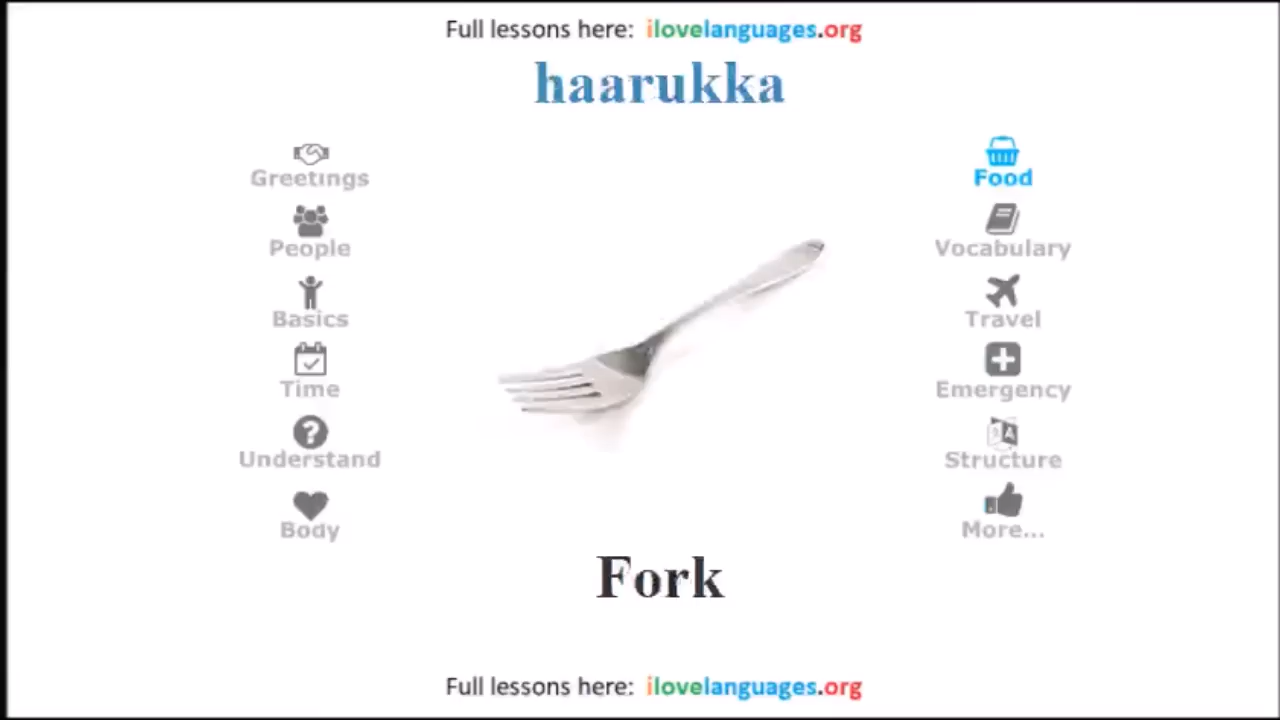 Full lessons here: ilovelanguages.org
haarukka
Greetings
People
Basics
Time
Understand
Body
Food
Vocabulary
Travel
Emergency
Structure
More...
Fork
Full lessons here: ilovelanguages.org